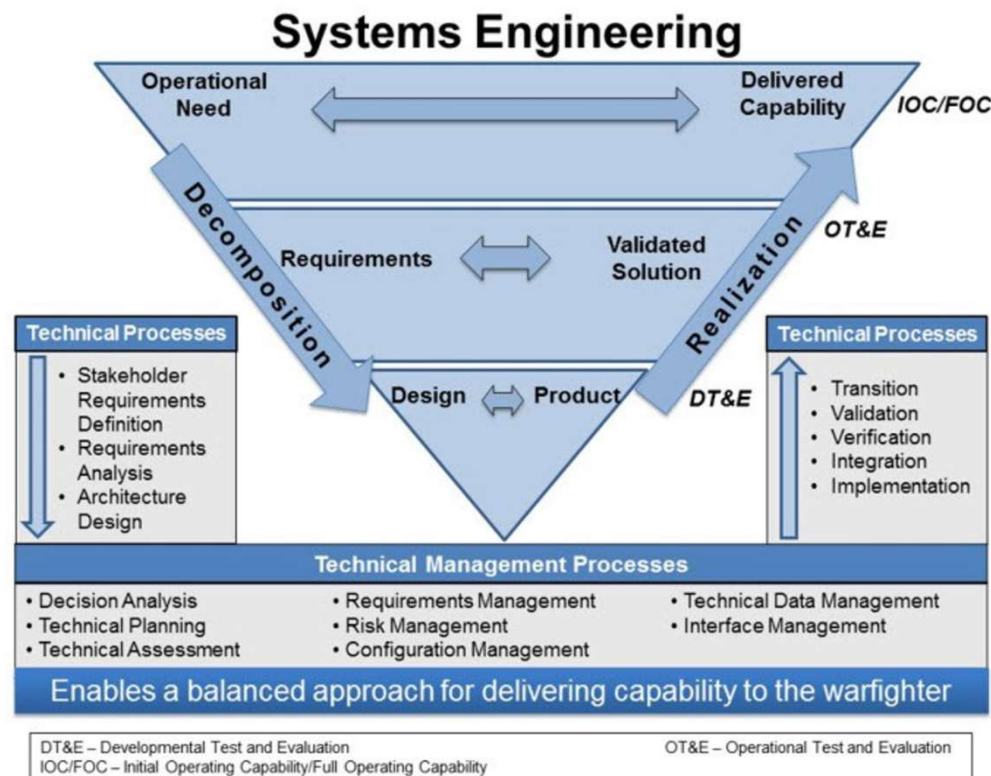 Systems Engineering
Operational
Need
Delivered
Capability
IOC/FOC
Decomposition
Realization
OT&E
Requirements
Validated
Solution
Design
Product
DT&E
Technical Processes
• Stakeholder
Requirements
Definition
• Requirements
Analysis
• Architecture
Design
Technical Processes
• Transition
• Validation
• Verification
• Integration
• Implementation
Technical Management Processes
• Decision Analysis
• Technical Planning
• Technical Assessment
• Requirements Management
• Risk Management
• Configuration Management
• Technical Data Management
• Interface Management
Enables a balanced approach for delivering capability to the warfighter
DT&E – Developmental Test and Evaluation
OT&E – Operational Test and Evaluation
IOC/FOC – Initial Operating Capability/Full Operating Capability